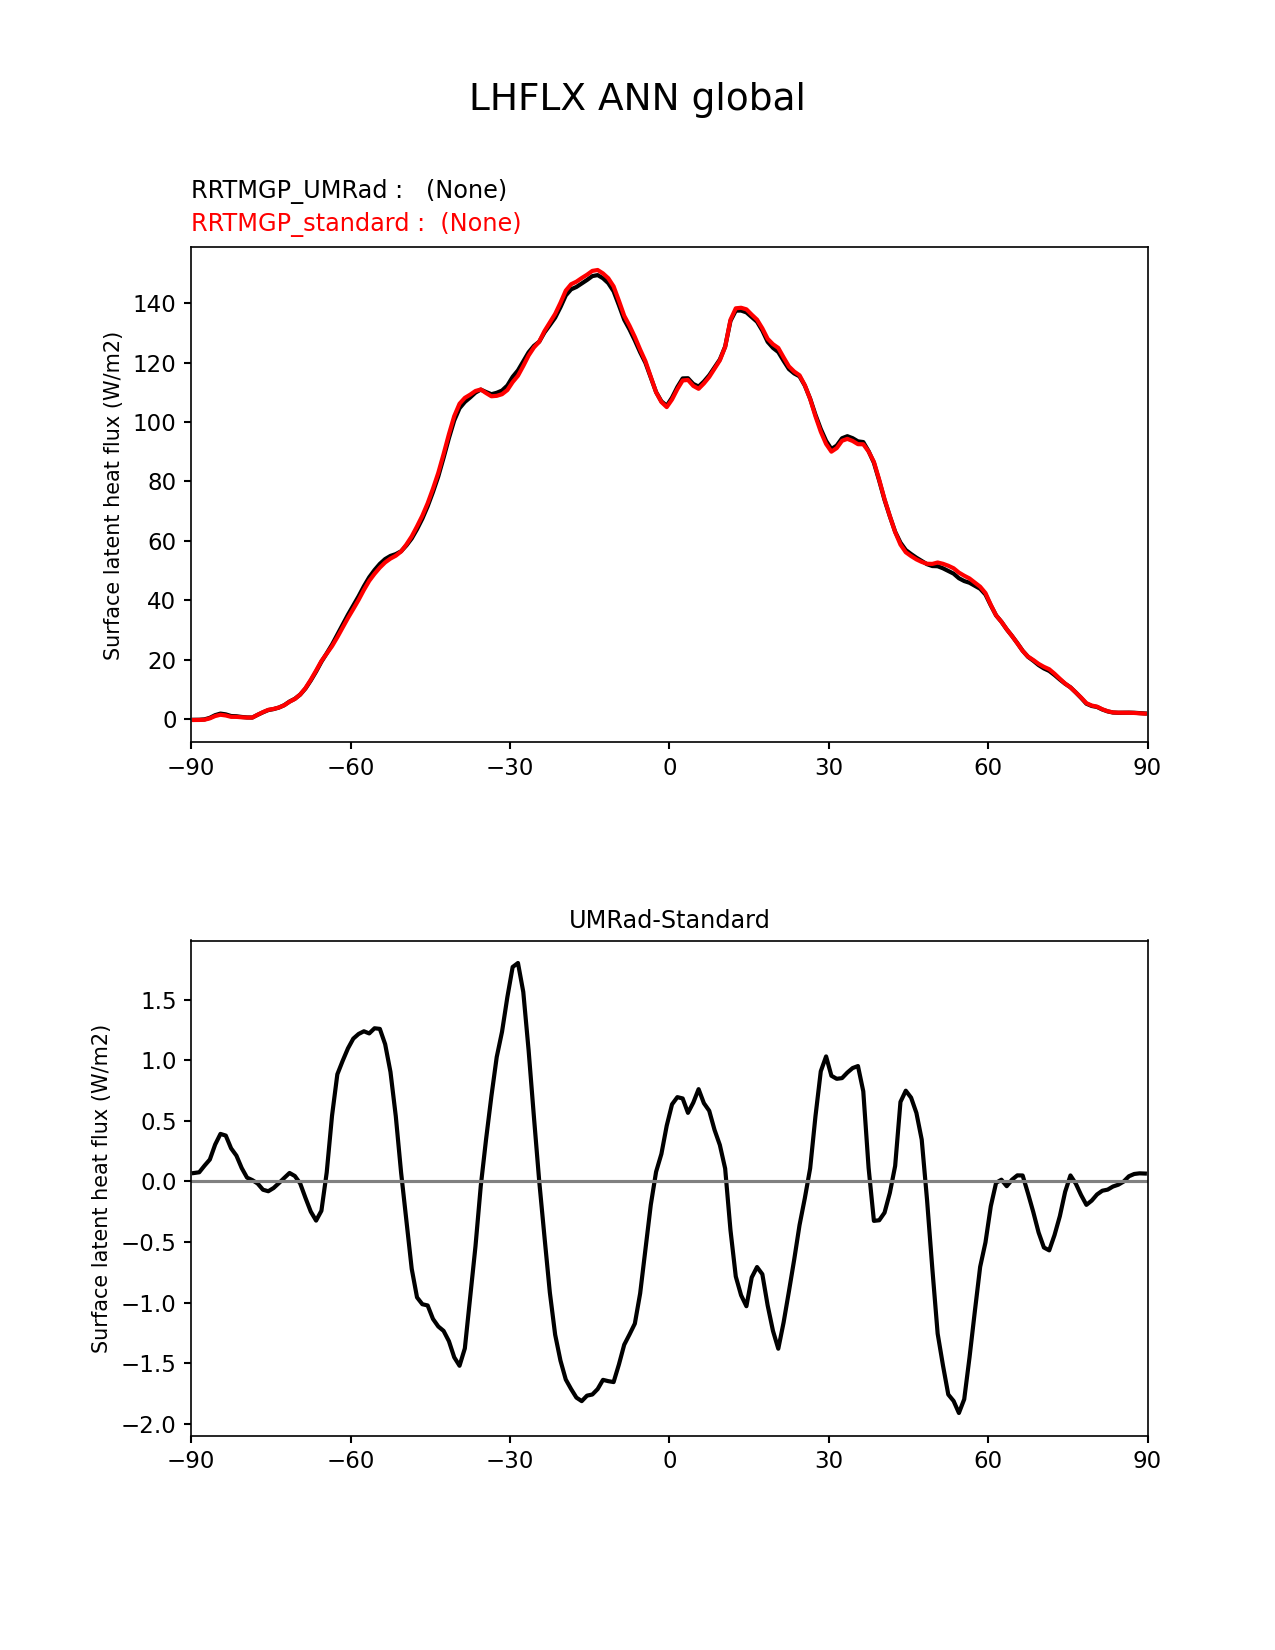 LHFLX ANN global
RRTMGP_UMRad :   (None)
RRTMGP_standard :  (None)
Surface latent heat flux (W/m2)
140
120
100
80
60
40
20
0
−90 −60 −30 0 30 60 90
UMRad-Standard
Surface latent heat flux (W/m2)
1.5
1.0
0.5
0.0
−0.5
−1.0
−1.5
−2.0
−90 −60 −30 0 30 60 90